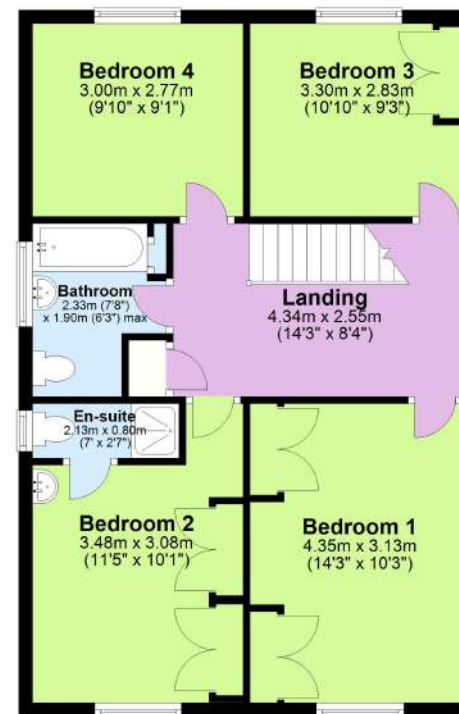 Bedroom 4
3.00m x 2.77m
(9'10" x 9'1")
Bedroom 3
3.30m x 2.83m
(10'10" x 9'3")
Bathroom
2.33m (7'8")
x 1.90m (6'3") max
Landing
4.34m x 2.55m
(14'3" x 8'4")
En-suite
2.13m x 0.80m
(7' x 2'7")
Bedroom 2
3.48m x 3.08m
(11'5" x 10'1")
Bedroom 1
4.35m x 3.13m
(14'3" x 10'3")